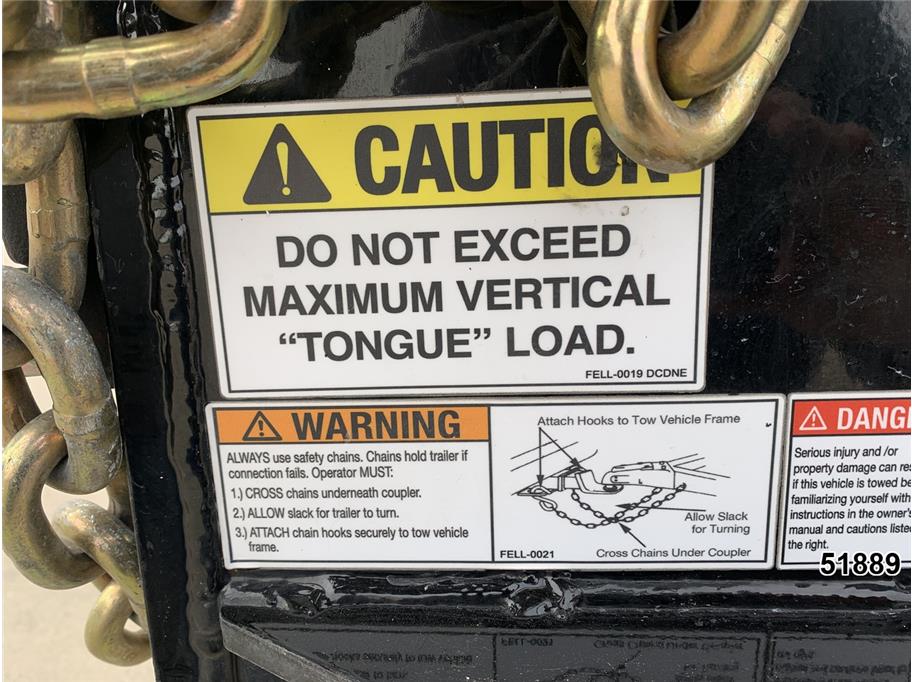 CAUTION
DO NOT EXCEED
MAXIMUM VERTICAL
“TONGUE” LOAD.
FELL-0019 DCDNE
WARNING
ALWAYS use safety chains. Chains hold trailer if
connection fails. Operator MUST:
1.) CROSS chains underneath coupler.
2.) ALLOW slack for trailer to turn.
3.) ATTACH chain hooks securely to tow vehicle
frame.
Attach Hooks to Tow Vehicle Frame
Allow Slack
for Turning
FELL-0021
Cross Chains Under Coupler
DANG
Serious injury and /or
property damage can res
if this vehicle is towed be
familiarizing yourself with
instructions in the owner's
manual and cautions listed
the right.
51889